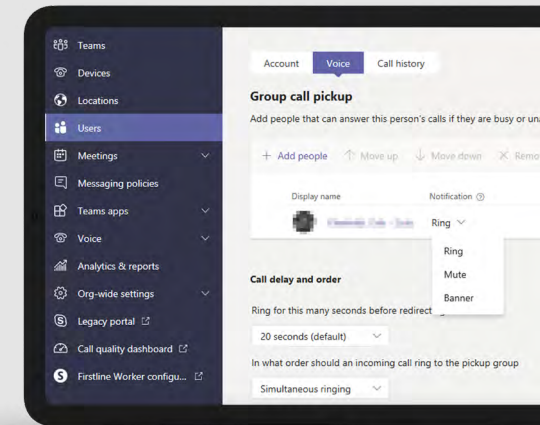 Teams
Devices
Locations
Users
Meetings
Messaging policies
Teams apps
Voice
Analytics & reports
Org-wide settings
Legacy portal
Call quality dashboard
Firstline Worker configu...
Account Voice Call history
Group call pickup
Add people that can answer this person's calls if they are busy or una
+ Add people ↑ Move up ↓ Move down × Remo
Display name Notification
Ring
Ring
Mute
Banner
Call delay and order
Ring for this many seconds before redirect
20 seconds (default)
In what order should an incoming call ring to the pickup group
Simultaneous ringing